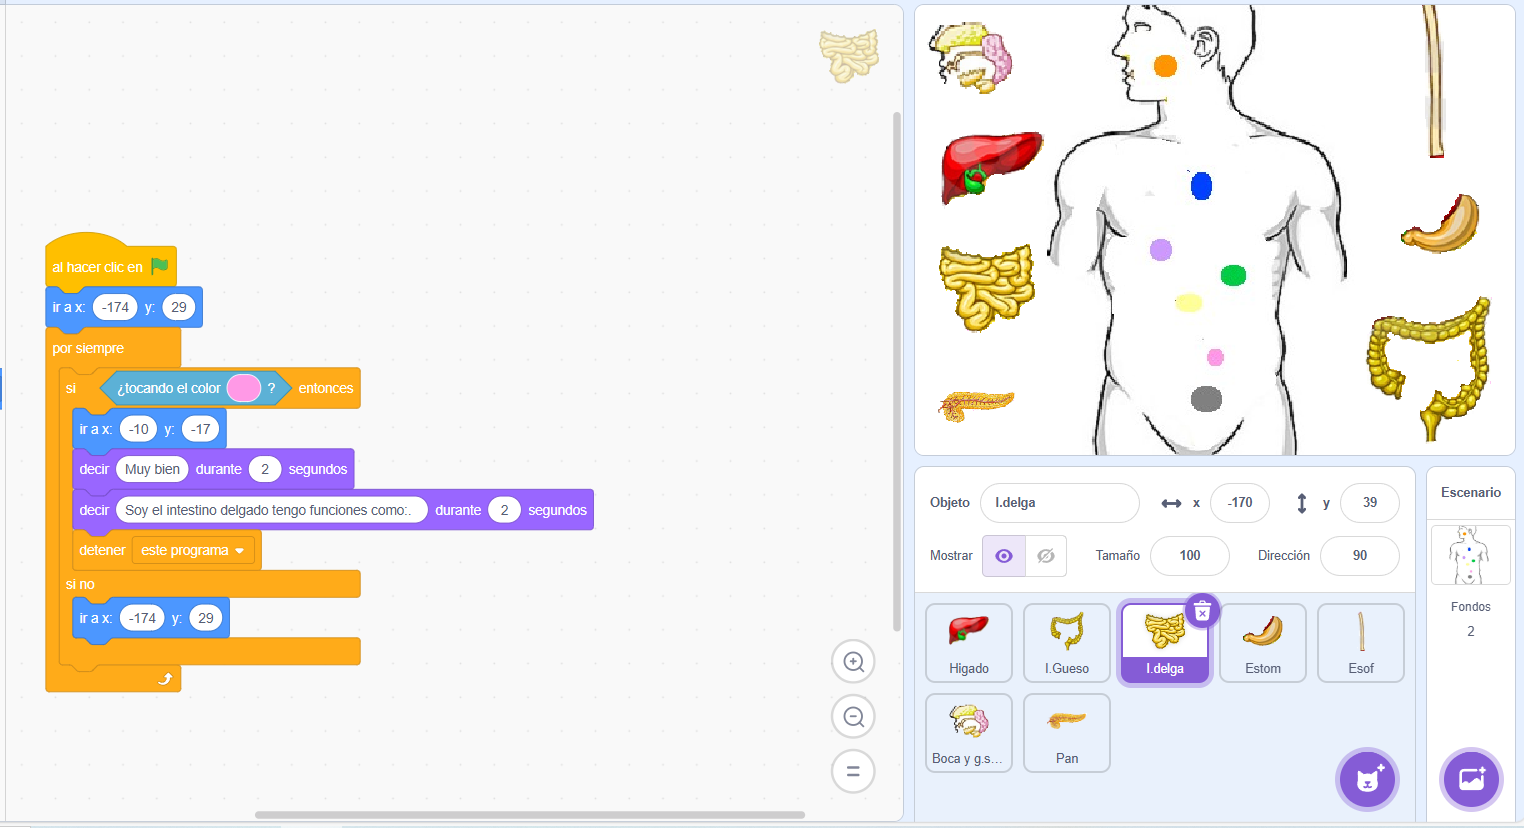 al hacer clic en
ir a x: -174 y: 29
por siempre
si ¿tocando el color ? entonces
ir a x: -10 y: -17
decir Muy bien durante 2 segundos
decir Soy el intestino delgado tengo funciones como:. durante 2 segundos
detener este programa
si no
ir a x: -174 y: 29
Objeto I.delga x -170 y 39
Mostrar Tamaño 100 Dirección 90
Higado I.Gueso I.delga Estom Esof
Boca y g.s... Pan
Escenario
Fondos
2